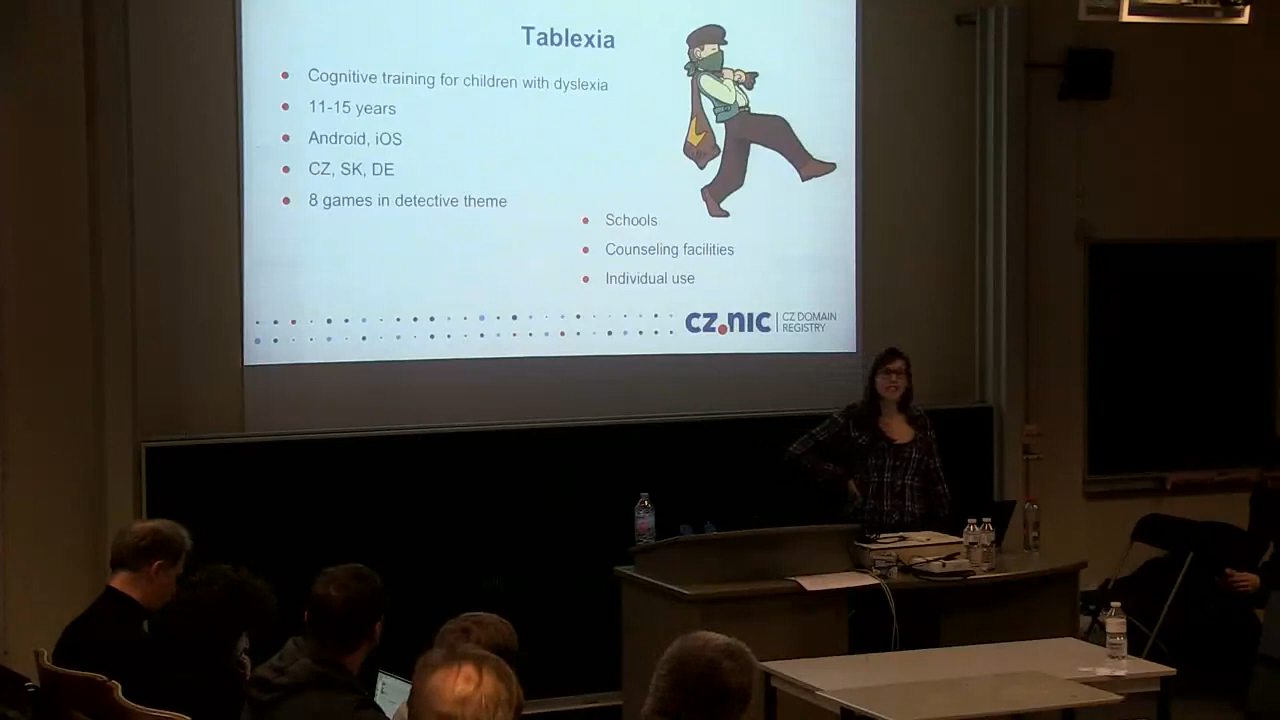 Tablexia
Cognitive training for children with dyslexia
11-15 years
Android, iOS
CZ, SK, DE
8 games in detective theme
Schools
Counseling facilities
Individual use
CZ.NIC
CZ DOMAIN
REGISTRY